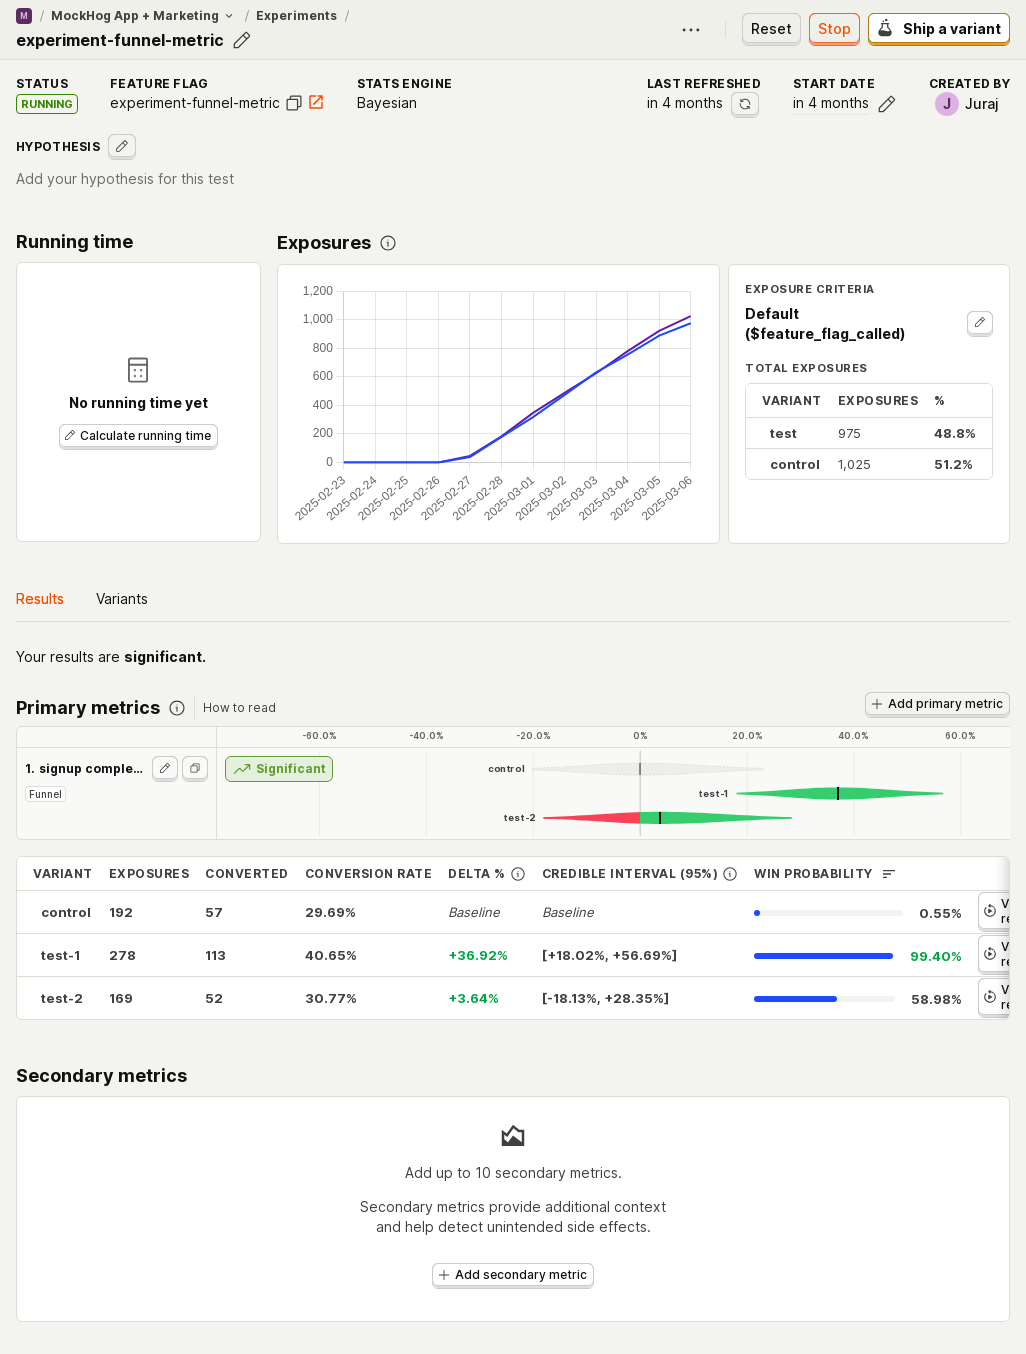 M / MockHog App + Marketing / Experiments /
experiment-funnel-metric
Reset
Stop
Ship a variant
STATUS
RUNNING
FEATURE FLAG
experiment-funnel-metric
STATS ENGINE
Bayesian
LAST REFRESHED
in 4 months
START DATE
in 4 months
CREATED BY
J Juraj
HYPOTHESIS
Add your hypothesis for this test
Running time
No running time yet
Calculate running time
Exposures
1,200
1,000
800
600
400
200
0
2025-02-23
2025-02-24
2025-02-25
2025-02-26
2025-02-27
2025-02-28
2025-03-01
2025-03-02
2025-03-03
2025-03-04
2025-03-05
2025-03-06
EXPOSURE CRITERIA
Default
($feature_flag_called)
TOTAL EXPOSURES
VARIANT EXPOSURES %
test 975 48.8%
control 1,025 51.2%
Results
Variants
Your results are significant.
Primary metrics
How to read
Add primary metric
-60.0% -40.0% -20.0% 0% 20.0% 40.0% 60.0%
1. signup comple...
Funnel
Significant
control
test-1
test-2
VARIANT EXPOSURES CONVERTED CONVERSION RATE DELTA % CREDIBLE INTERVAL (95%) WIN PROBABILITY
control 192 57 29.69% Baseline Baseline 0.55%
test-1 278 113 40.65% +36.92% [+18.02%, +56.69%] 99.40%
test-2 169 52 30.77% +3.64% [-18.13%, +28.35%] 58.98%
Secondary metrics
Add up to 10 secondary metrics.
Secondary metrics provide additional context
and help detect unintended side effects.
Add secondary metric